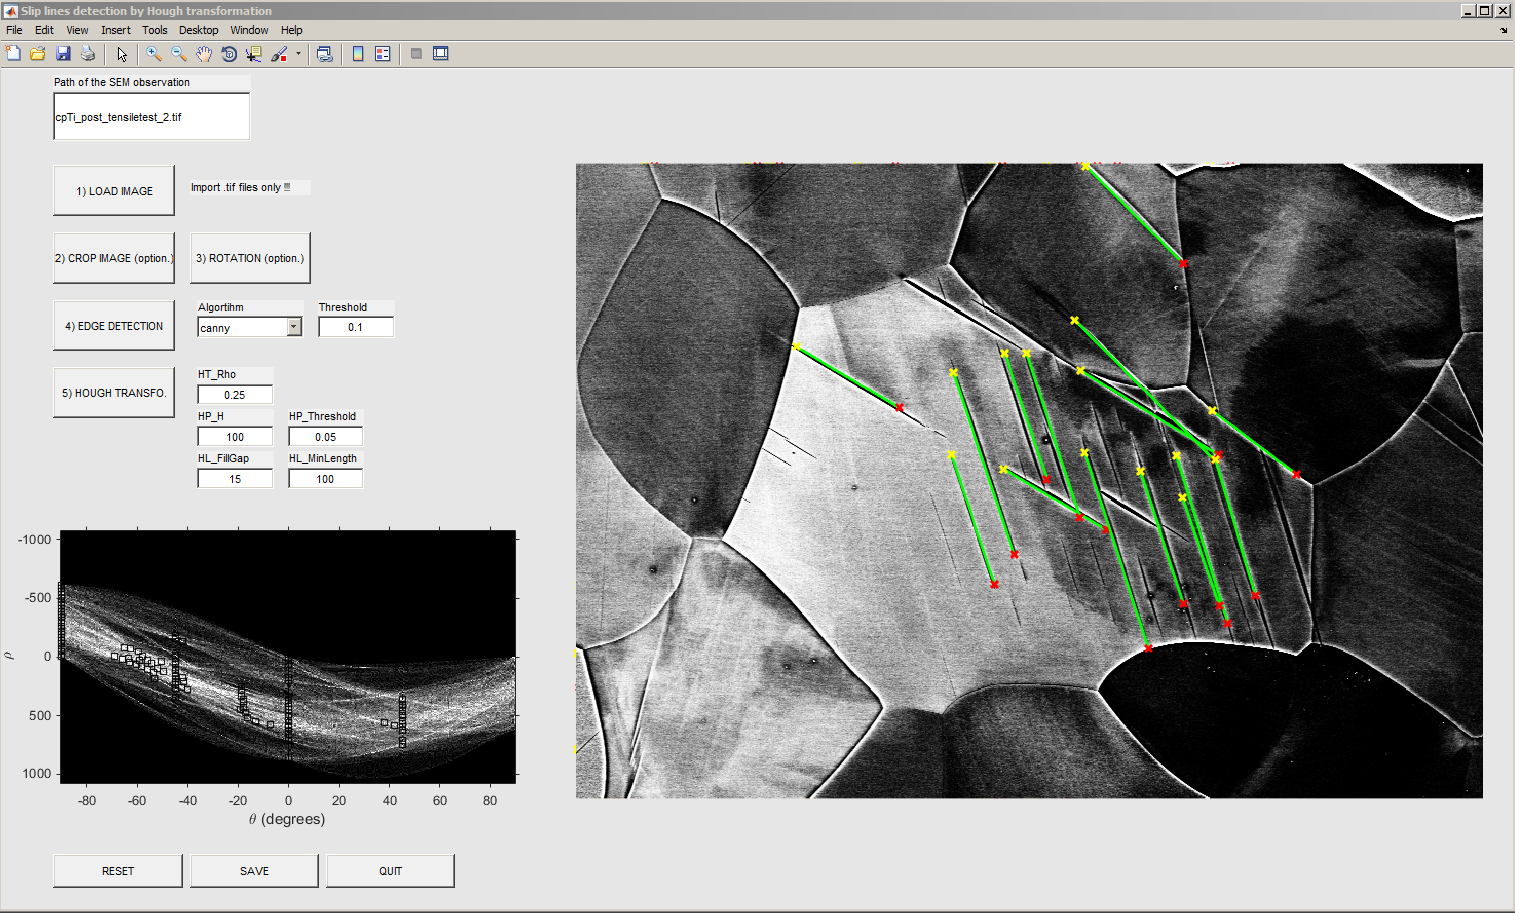 Slip lines detection by Hough transformation
File Edit View Insert Tools Desktop Window Help
Path of the SEM observation
cpTi_post_tensiletest_2.tif
1) LOAD IMAGE
Import .tif files only !!!
2) CROP IMAGE (option.)
3) ROTATION (option.)
4) EDGE DETECTION
Algortihm
canny
Threshold
0.1
5) HOUGH TRANSFO.
HT_Rho
0.25
HP_H
100
HP_Threshold
0.05
HL_FillGap
15
HL_MinLength
100
-1000
-500
0
500
1000
ρ
-80 -60 -40 -20 0 20 40 60 80
θ (degrees)
RESET
SAVE
QUIT